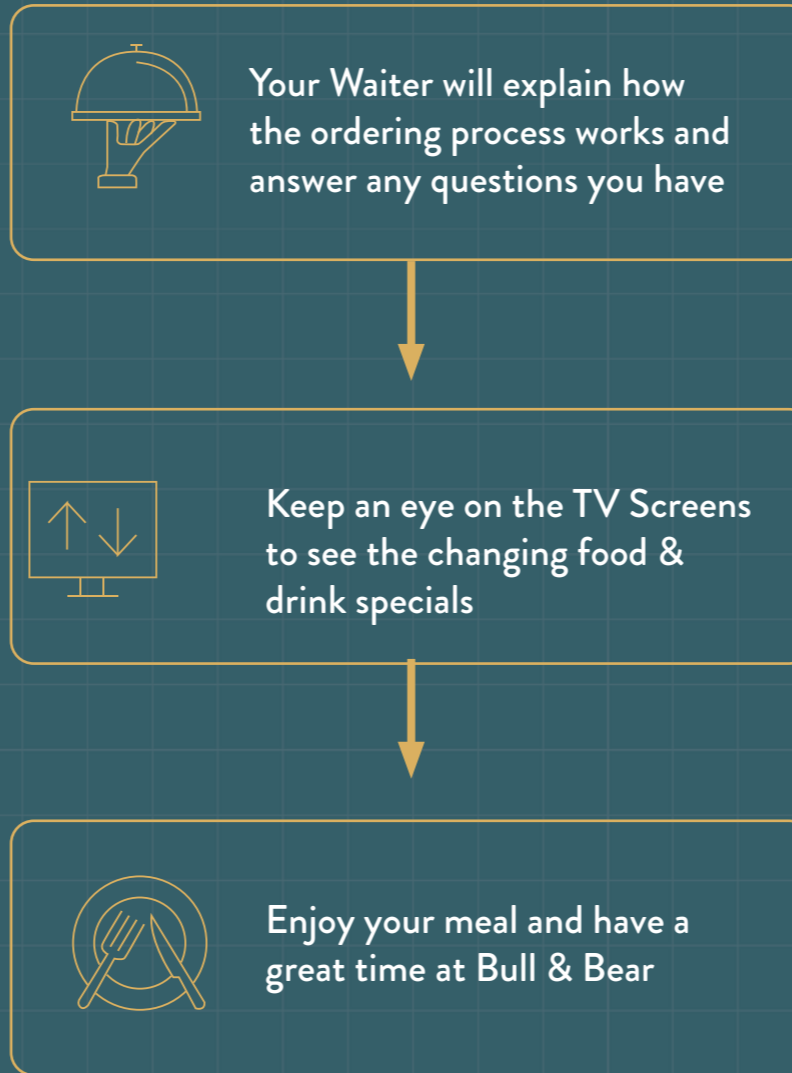 Your Waiter will explain how
the ordering process works and
answer any questions you have
Keep an eye on the TV Screens
to see the changing food &
drink specials
Enjoy your meal and have a
great time at Bull & Bear